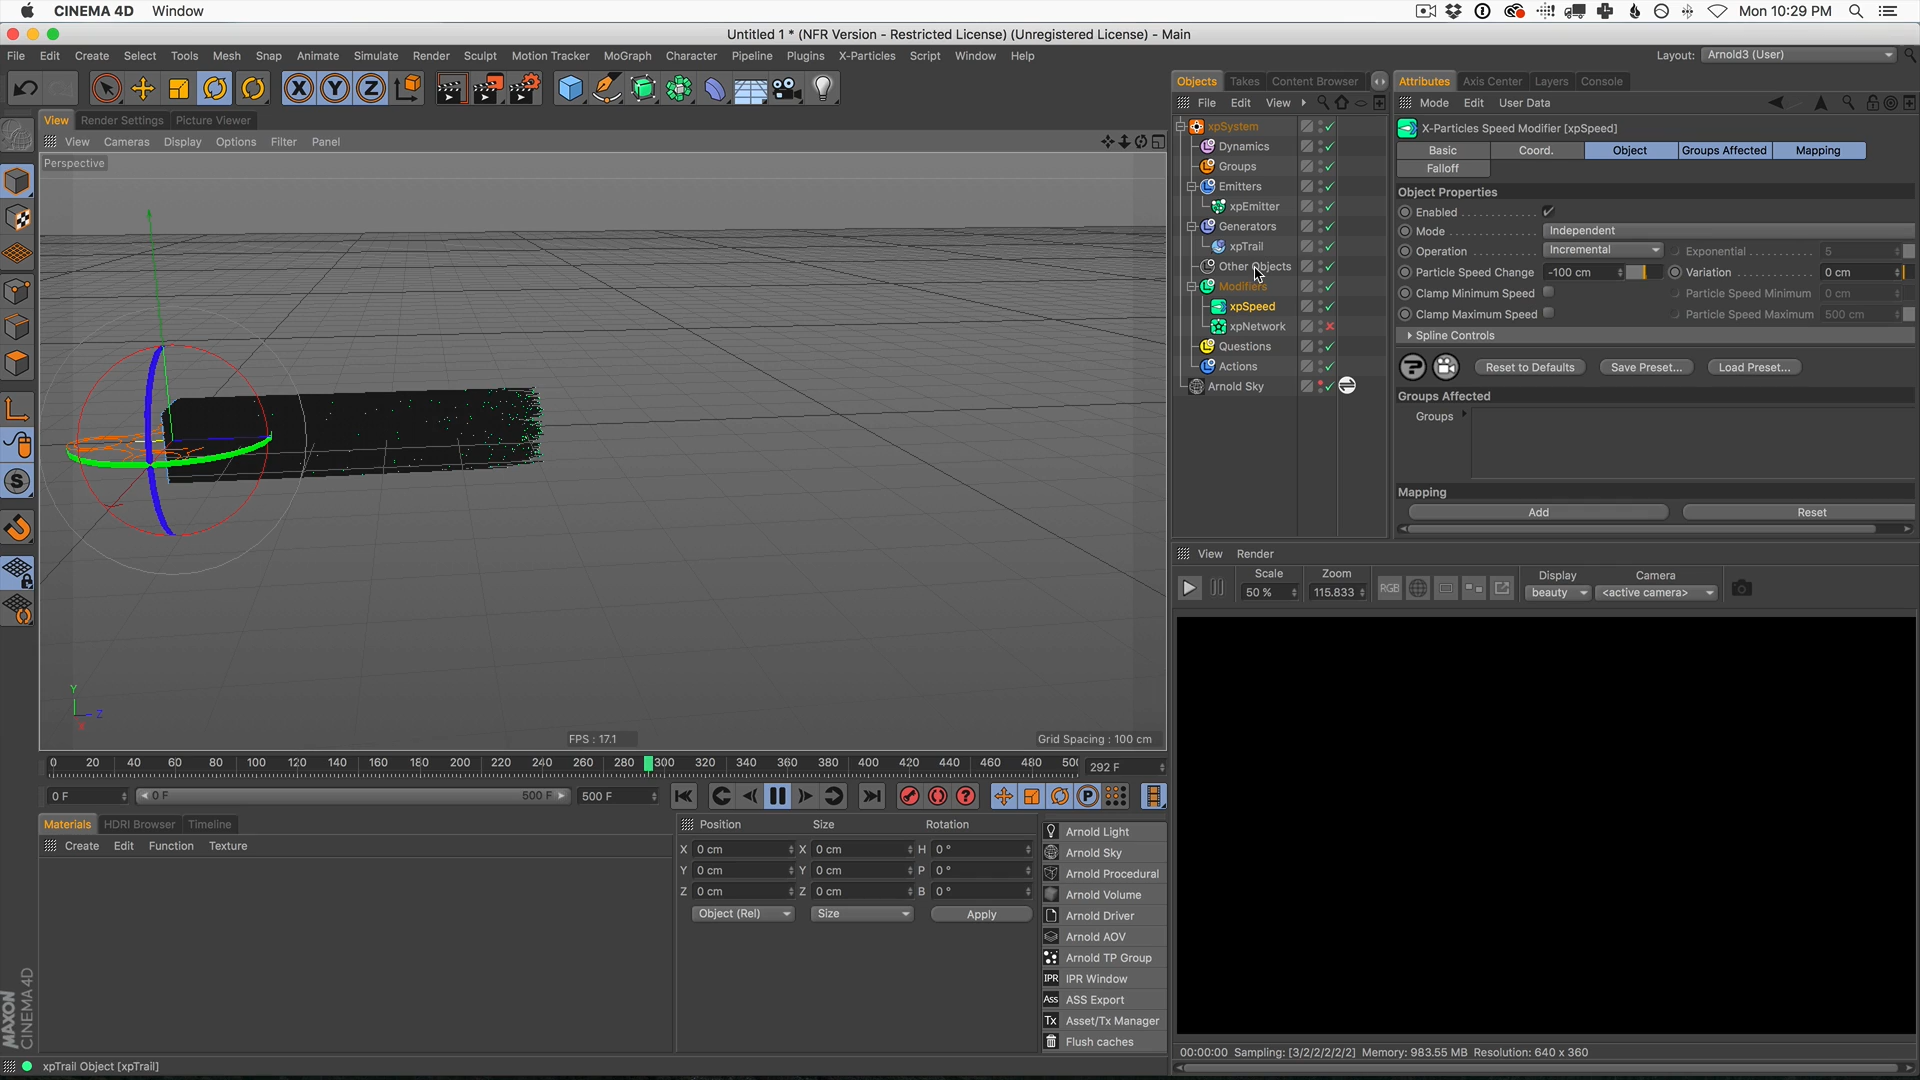 CINEMA 4D Window Mon 10:29 PM
Untitled 1 * (NFR Version - Restricted License) (Unregistered License) - Main
File Edit Create Select Tools Mesh Snap Animate Simulate Render Sculpt Motion Tracker MoGraph Character Pipeline Plugins X-Particles Script Window Help Layout: Arnold3 (User)
X Y Z
Objects Takes Content Browser Attributes Axis Center Layers Console
File Edit View Mode Edit User Data
View Render Settings Picture Viewer
View Cameras Display Options Filter Panel
Perspective
xpSystem
Dynamics
Groups
Emitters
xpEmitter
Generators
xpTrail
Other Objects
Modifiers
xpSpeed
xpNetwork
Questions
Actions
Arnold Sky
X-Particles Speed Modifier [xpSpeed]
Basic Coord. Object Groups Affected Mapping
Falloff
Object Properties
Enabled
Mode Independent
Operation Incremental Exponential 5
Particle Speed Change -100 cm Variation 0 cm
Clamp Minimum Speed Particle Speed Minimum 0 cm
Clamp Maximum Speed Particle Speed Maximum 500 cm
Spline Controls
Reset to Defaults Save Preset... Load Preset...
Groups Affected
Groups
Mapping
Add Reset
View Render
Scale Zoom Display Camera
50 % 115.833 RGB beauty <active camera>
Y
Z
X
FPS : 17.1 Grid Spacing : 100 cm
0 20 40 60 80 100 120 140 160 180 200 220 240 260 280 300 320 340 360 380 400 420 440 460 480 50 292 F
0 F 0 F 500 F 500 F
Materials HDRI Browser Timeline
Create Edit Function Texture
Position Size Rotation
X 0 cm X 0 cm H 0 °
Y 0 cm Y 0 cm P 0 °
Z 0 cm Z 0 cm B 0 °
Object (Rel) Size Apply
Arnold Light
Arnold Sky
Arnold Procedural
Arnold Volume
Arnold Driver
Arnold AOV
Arnold TP Group
IPR IPR Window
Ass ASS Export
Tx Asset/Tx Manager
Flush caches
MAXON
CINEMA 4D
00:00:00 Sampling: [3/2/2/2/2/2] Memory: 983.55 MB Resolution: 640 x 360
xpTrail Object [xpTrail]